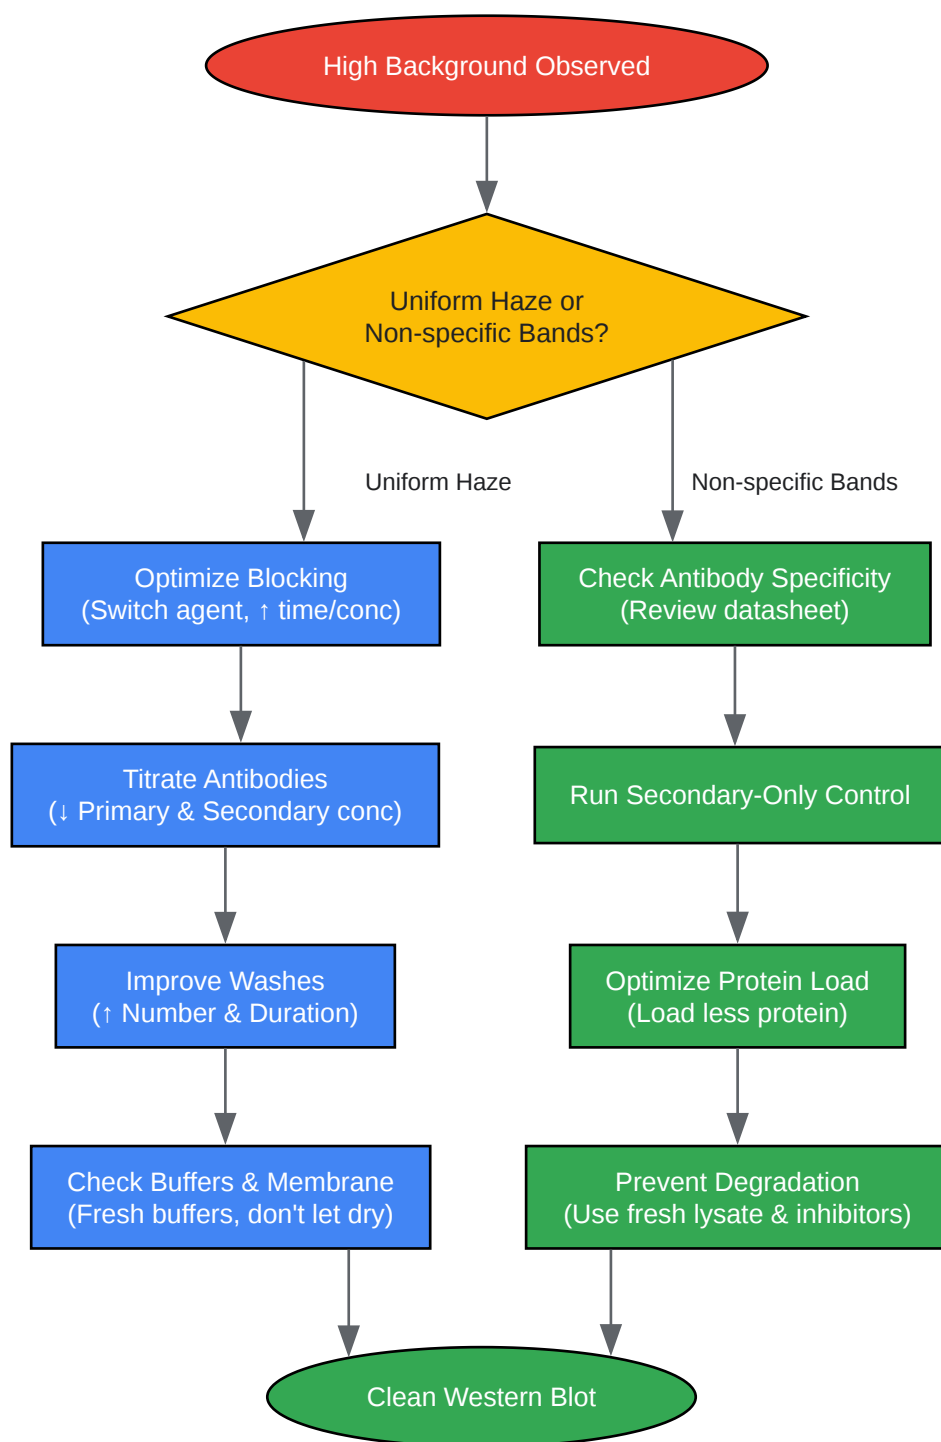 High Background Observed
Uniform Haze or
Non-specific Bands?
Uniform Haze
Non-specific Bands
Optimize Blocking
(Switch agent, ↑ time/conc)
Check Antibody Specificity
(Review datasheet)
Titrate Antibodies
(↓ Primary & Secondary conc)
Run Secondary-Only Control
Improve Washes
(↑ Number & Duration)
Optimize Protein Load
(Load less protein)
Check Buffers & Membrane
(Fresh buffers, don't let dry)
Prevent Degradation
(Use fresh lysate & inhibitors)
Clean Western Blot